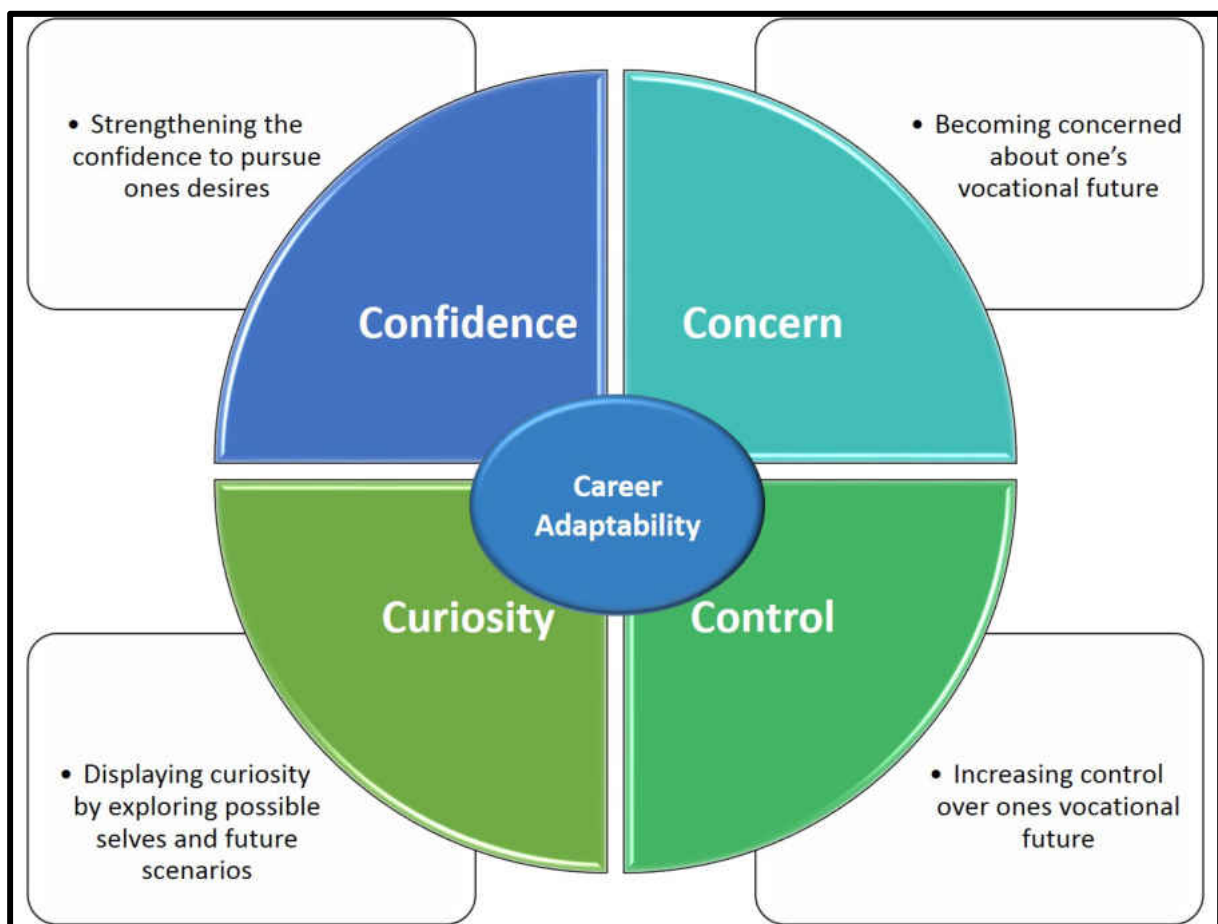 • Strengthening the
confidence to pursue
ones desires
• Becoming concerned
about one’s
vocational future
Confidence
Concern
Career
Adaptability
Curiosity
Control
• Displaying curiosity
by exploring possible
selves and future
scenarios
• Increasing control
over ones vocational
future